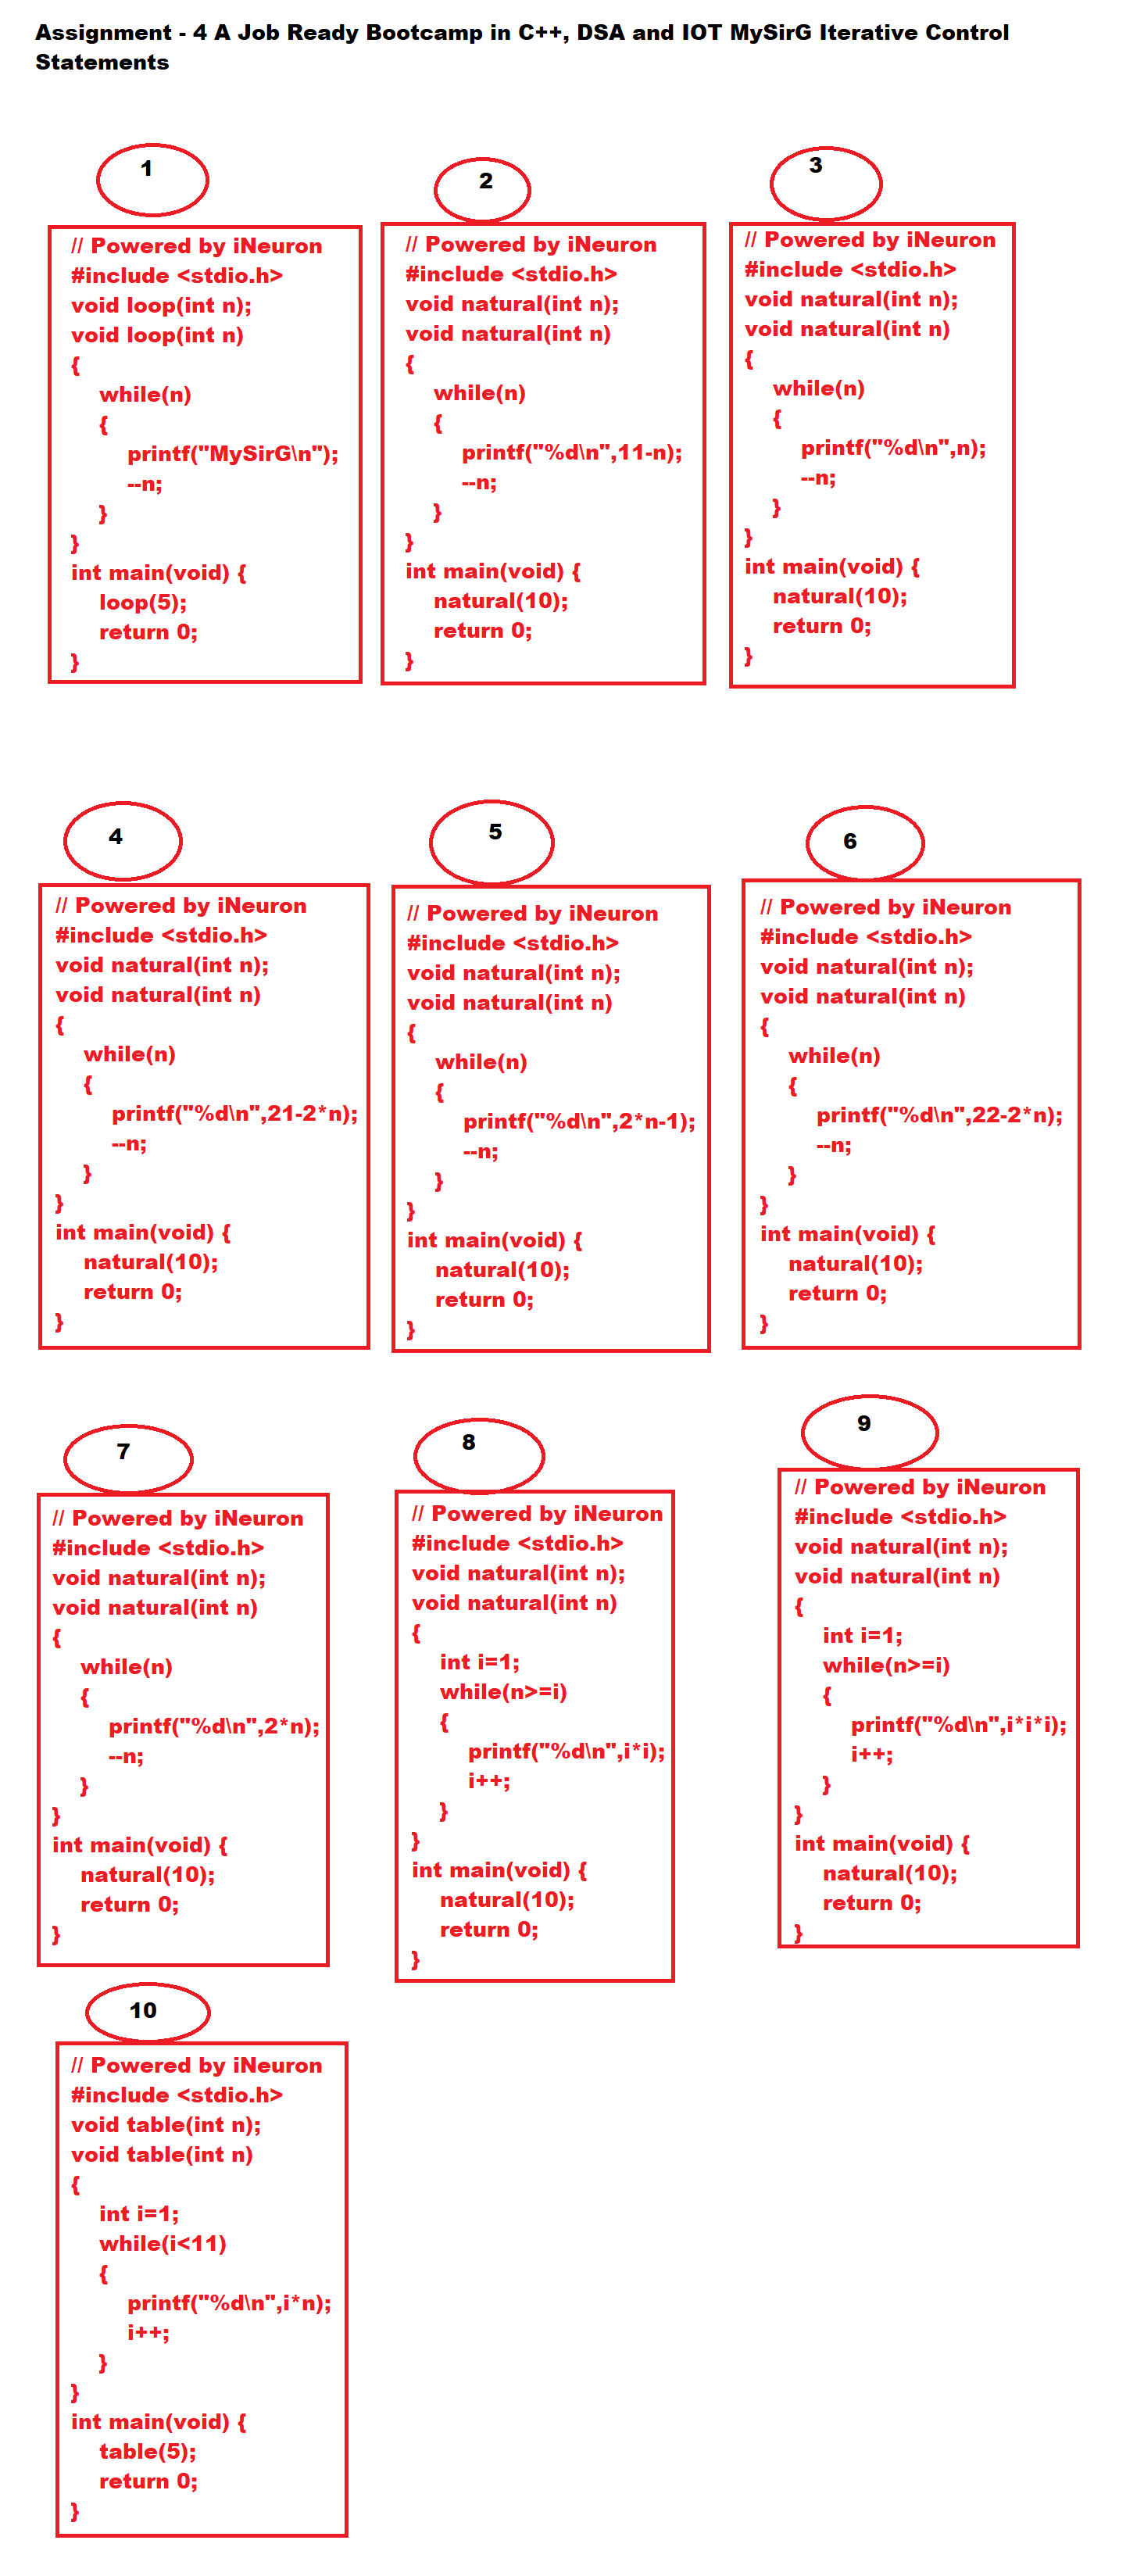 Assignment - 4 A Job Ready Bootcamp in C++, DSA and IOT MySirG Iterative Control
Statements
1
// Powered by iNeuron
#include <stdio.h>
void loop(int n);
void loop(int n)
{
while(n)
{
printf("MySirG\n");
--n;
}
}
int main(void) {
loop(5);
return 0;
}
2
// Powered by iNeuron
#include <stdio.h>
void natural(int n);
void natural(int n)
{
while(n)
{
printf("%d\n",11-n);
--n;
}
}
int main(void) {
natural(10);
return 0;
}
3
// Powered by iNeuron
#include <stdio.h>
void natural(int n);
void natural(int n)
{
while(n)
{
printf("%d\n",n);
--n;
}
}
int main(void) {
natural(10);
return 0;
}
4
// Powered by iNeuron
#include <stdio.h>
void natural(int n);
void natural(int n)
{
while(n)
{
printf("%d\n",21-2*n);
--n;
}
}
int main(void) {
natural(10);
return 0;
}
5
// Powered by iNeuron
#include <stdio.h>
void natural(int n);
void natural(int n)
{
while(n)
{
printf("%d\n",2*n-1);
--n;
}
}
int main(void) {
natural(10);
return 0;
}
6
// Powered by iNeuron
#include <stdio.h>
void natural(int n);
void natural(int n)
{
while(n)
{
printf("%d\n",22-2*n);
--n;
}
}
int main(void) {
natural(10);
return 0;
}
7
// Powered by iNeuron
#include <stdio.h>
void natural(int n);
void natural(int n)
{
while(n)
{
printf("%d\n",2*n);
--n;
}
}
int main(void) {
natural(10);
return 0;
}
8
// Powered by iNeuron
#include <stdio.h>
void natural(int n);
void natural(int n)
{
int i=1;
while(n>=i)
{
printf("%d\n",i*i);
i++;
}
}
int main(void) {
natural(10);
return 0;
}
9
// Powered by iNeuron
#include <stdio.h>
void natural(int n);
void natural(int n)
{
int i=1;
while(n>=i)
{
printf("%d\n",i*i*i);
i++;
}
}
int main(void) {
natural(10);
return 0;
}
10
// Powered by iNeuron
#include <stdio.h>
void table(int n);
void table(int n)
{
int i=1;
while(i<11)
{
printf("%d\n",i*n);
i++;
}
}
int main(void) {
table(5);
return 0;
}